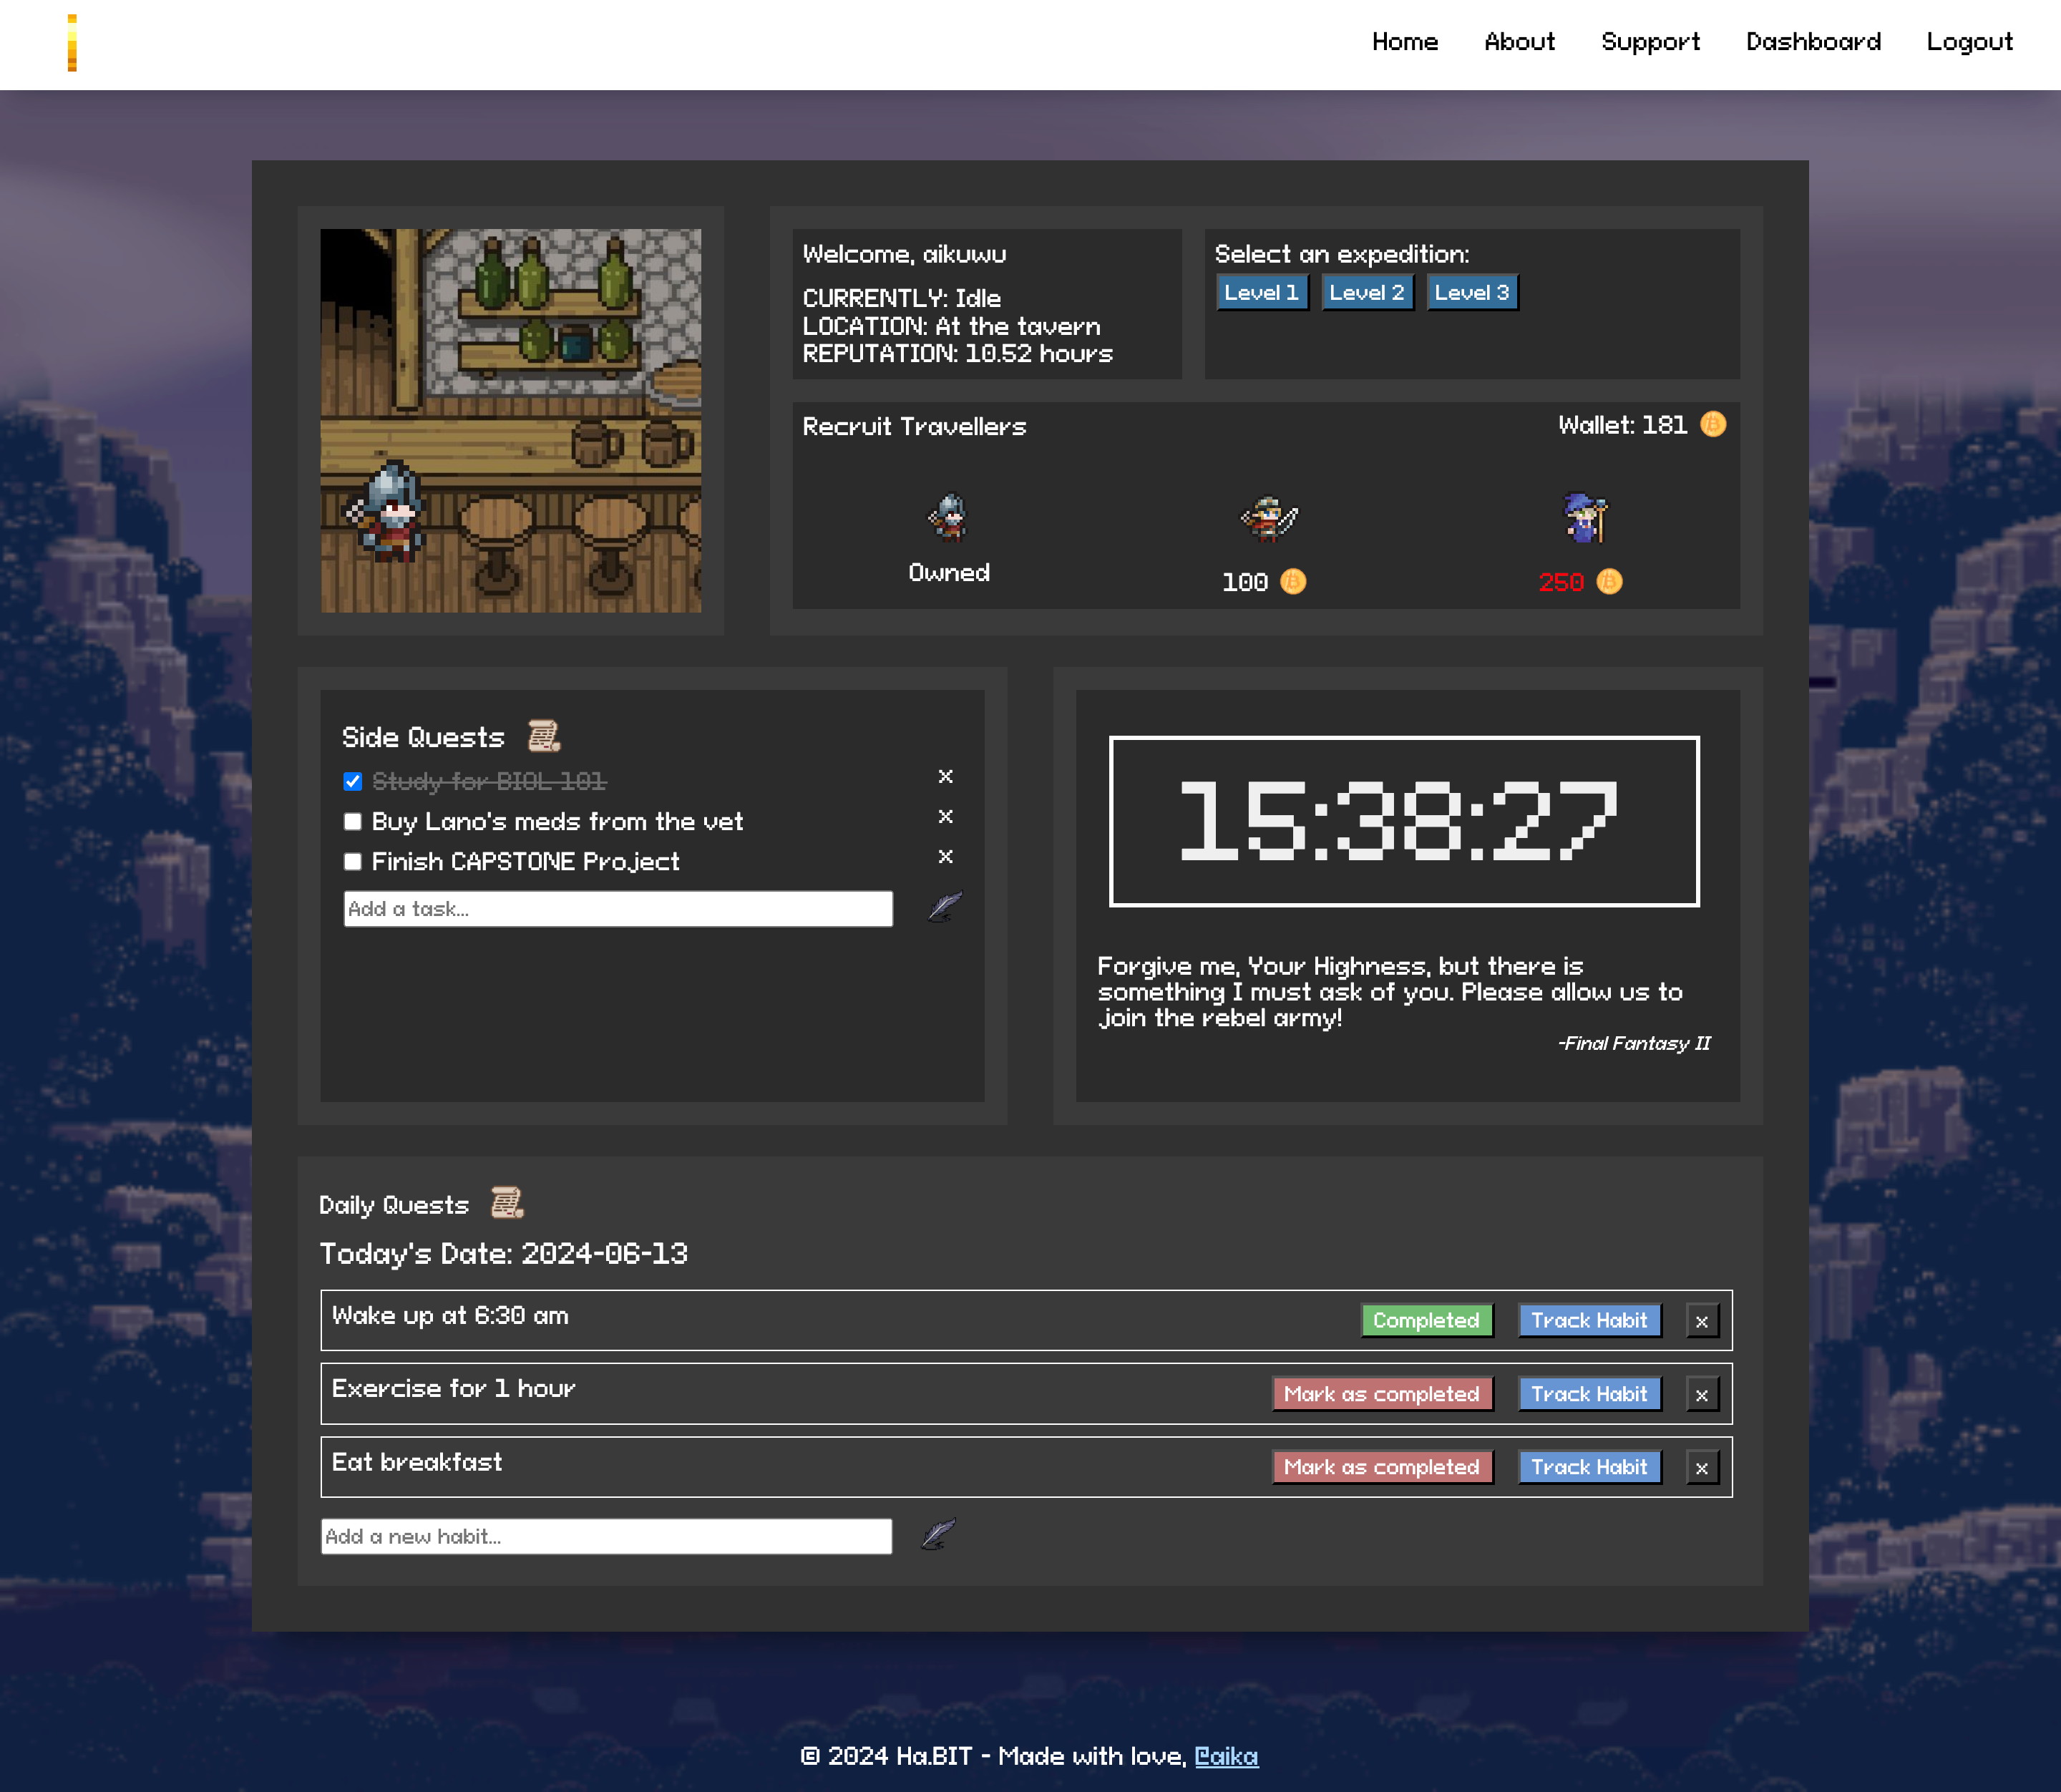 Home About Support Dashboard Logout
Welcome, aikuwu
CURRENTLY: Idle
LOCATION: At the tavern
REPUTATION: 10.52 hours
Select an expedition:
Level 1 Level 2 Level 3
Recruit Travellers
Wallet: 181
Owned
100
250
Side Quests
Study for BIOL 101 x
Buy Lano's meds from the vet x
Finish CAPSTONE Project x
Add a task...
15:38:27
Forgive me, Your Highness, but there is
something I must ask of you. Please allow us to
join the rebel army!
-Final Fantasy II
Daily Quests
Today's Date: 2024-06-13
Wake up at 6:30 am Completed Track Habit x
Exercise for 1 hour Mark as completed Track Habit x
Eat breakfast Mark as completed Track Habit x
Add a new habit...
© 2024 Ha.BIT - Made with love, @aika